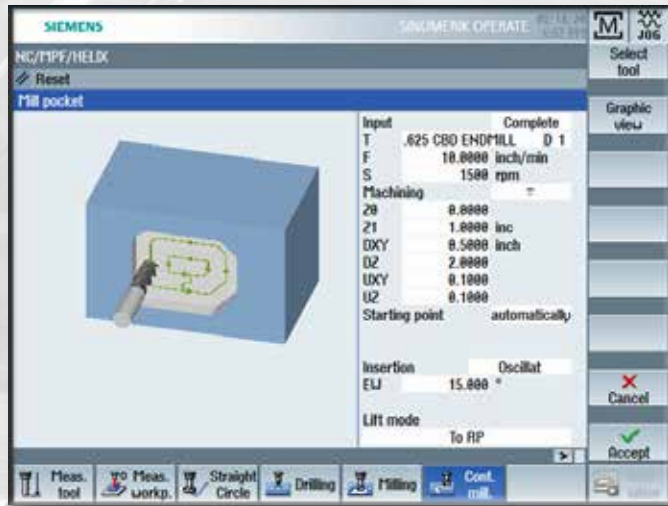 SIEMENS
SINUMERIK OPERATE
M
JOG
NC/MPF/HELIX
Reset
Mill pocket
Select tool
Graphic view
Input Complete
T .625 CBD ENDMILL D 1
F 10.0000 inch/min
S 1500 rpm
Machining ▽
Z0 0.0000
Z1 1.0000 inc
DXY 0.5000 inch
DZ 2.0000
UXY 0.1000
UZ 0.1000
Starting point automatically
Insertion Oscillat
EW 15.000 °
Lift mode
To RP
Cancel
Accept
Meas. tool
Meas. workp.
Straight Circle
Drilling
Milling
Cont. mill.